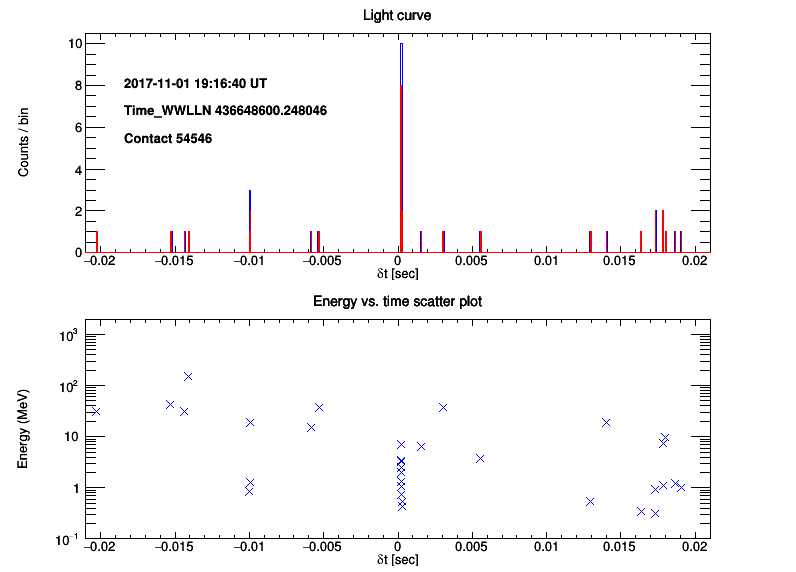 Light curve
Counts / bin
10
8
6
4
2
0
2017-11-01 19:16:40 UT
Time_WWLLN 436648600.248046
Contact 54546
−0.02 −0.015 −0.01 −0.005 0 0.005 0.01 0.015 0.02
δt [sec]
Energy vs. time scatter plot
Energy (MeV)
10³
10²
10
1
10⁻¹
−0.02 −0.015 −0.01 −0.005 0 0.005 0.01 0.015 0.02
δt [sec]